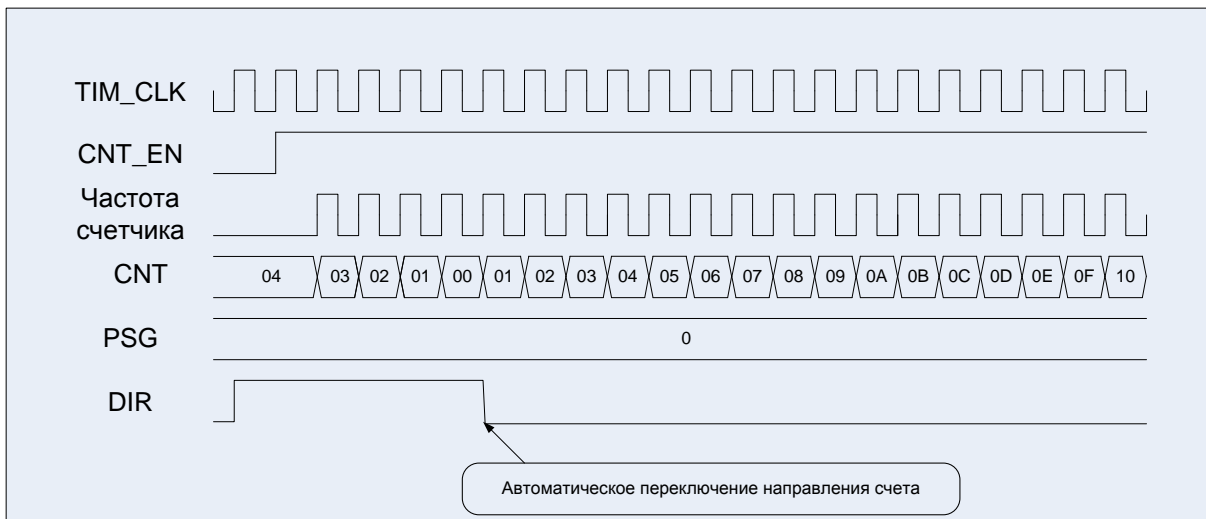 TIM_CLK
CNT_EN
Частота
счетчика
CNT 04 03 02 01 00 01 02 03 04 05 06 07 08 09 0A 0B 0C 0D 0E 0F 10
PSG 0
DIR
Автоматическое переключение направления счета